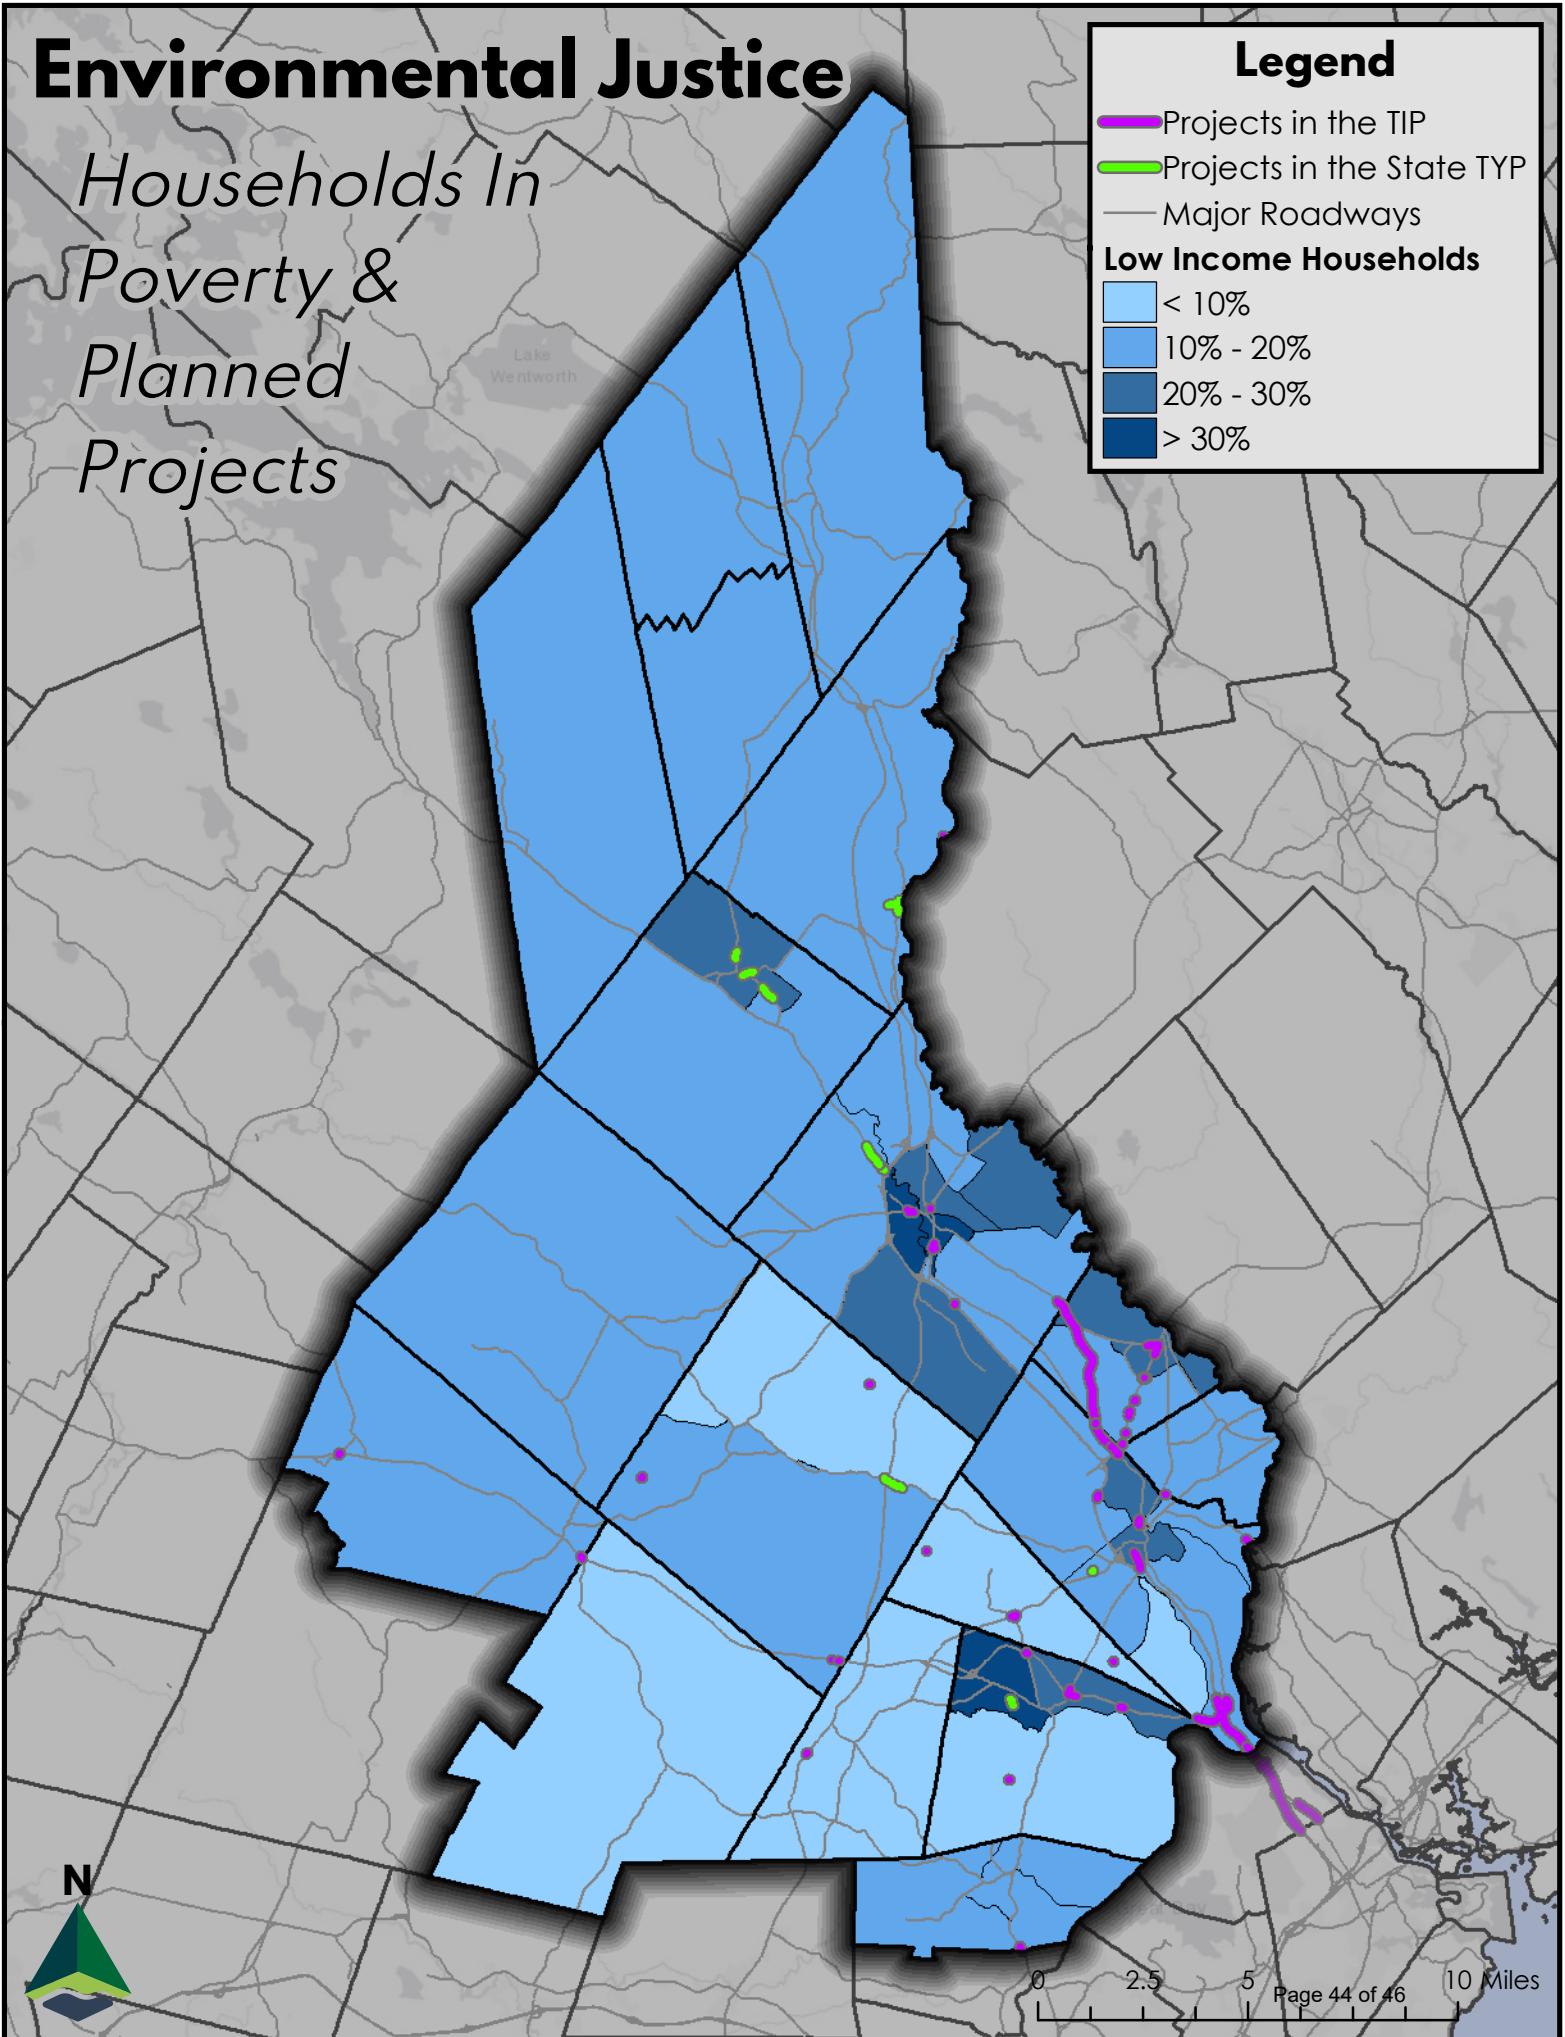 Environmental Justice
Households In
Poverty &
Planned
Projects
Legend
Projects in the TIP
Projects in the State TYP
Major Roadways
Low Income Households
< 10%
10% - 20%
20% - 30%
> 30%
Lake
Wentworth
N
0 2.5 5 10 Miles
Page 44 of 46